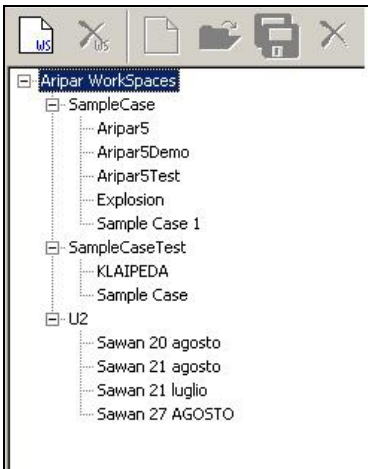 WS
WS
Aripar WorkSpaces
SampleCase
Aripar5
Aripar5Demo
Aripar5Test
Explosion
Sample Case 1
SampleCaseTest
KLAIPEDA
Sample Case
U2
Sawan 20 agosto
Sawan 21 agosto
Sawan 21 luglio
Sawan 27 AGOSTO